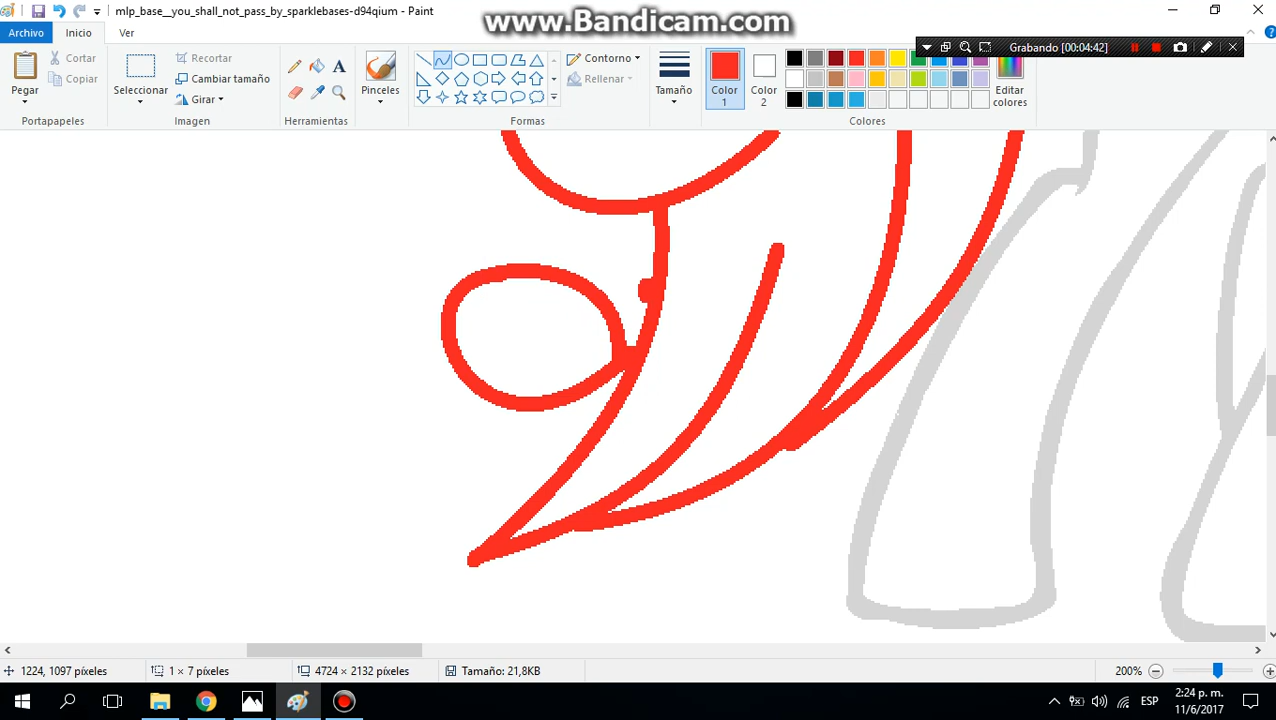 mlp_base__you_shall_not_pass_by_sparklebases-d94qium - Paint
www.Bandicam.com
Archivo
Inicio
Ver
Grabando [00:04:42]
Pegar
Cortar
Copiar
Portapapeles
Seleccionar
Recortar
Cambiar tamaño
Girar
Imagen
A
Herramientas
Pinceles
Contorno
Rellenar
Formas
Tamaño
Color 1
Color 2
Editar colores
Colores
1224, 1097 píxeles
1 × 7 píxeles
4724 × 2132 píxeles
Tamaño: 21,8KB
200%
ESP
2:24 p. m.
11/6/2017